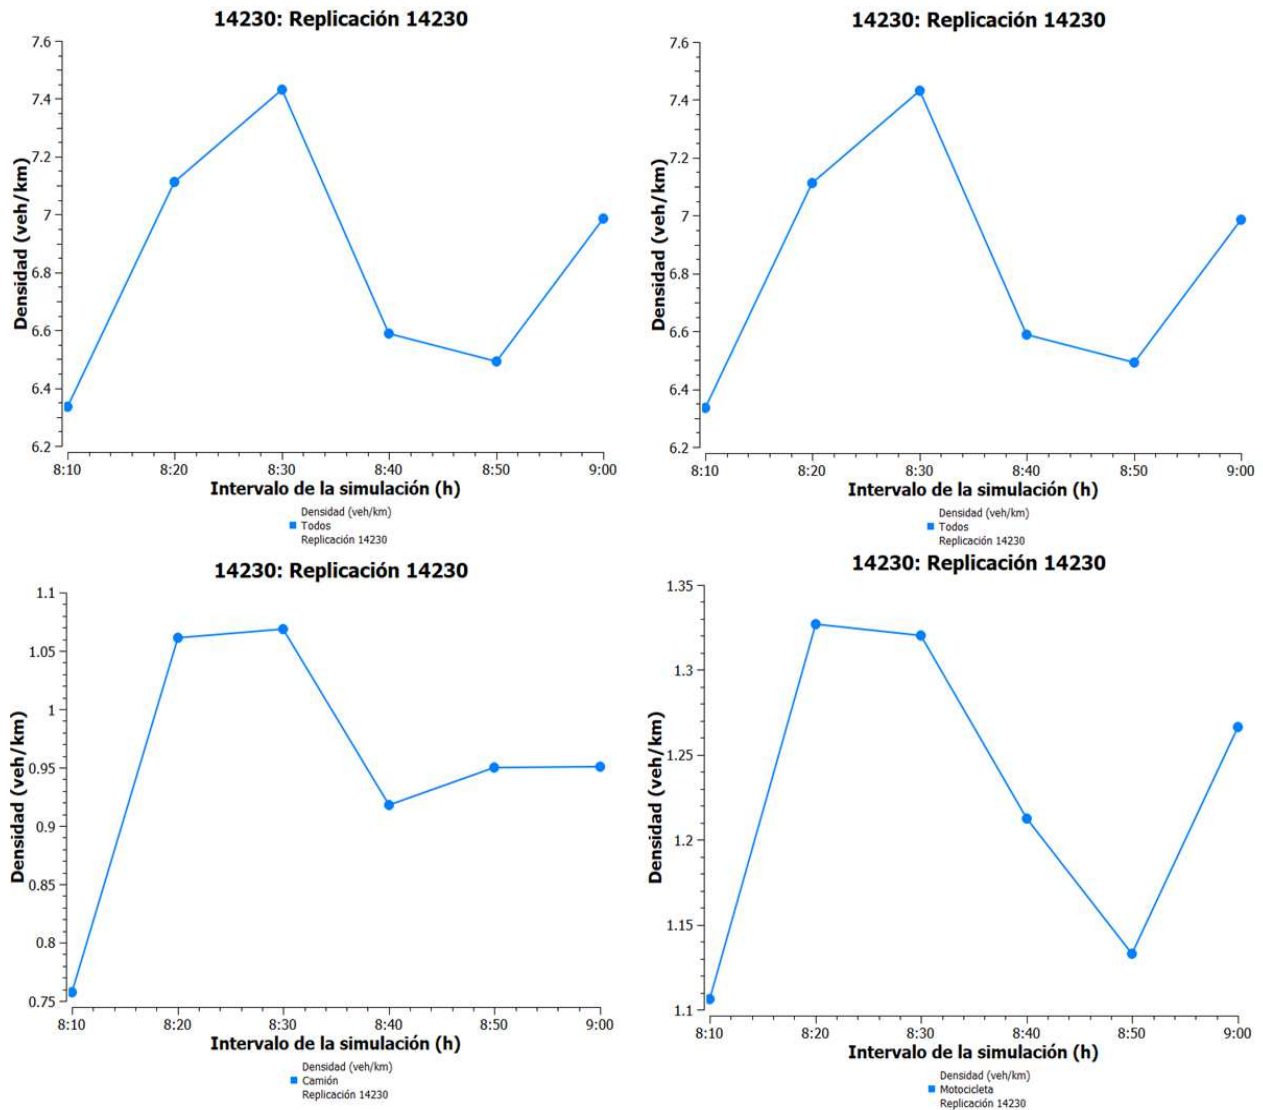 14230: Replicación 14230
7.6
7.4
7.2
7
6.8
6.6
6.4
6.2
Densidad (veh/km)
8:10 8:20 8:30 8:40 8:50 9:00
Intervalo de la simulación (h)
Densidad (veh/km)
Todos
Replicación 14230
14230: Replicación 14230
7.6
7.4
7.2
7
6.8
6.6
6.4
6.2
Densidad (veh/km)
8:10 8:20 8:30 8:40 8:50 9:00
Intervalo de la simulación (h)
Densidad (veh/km)
Todos
Replicación 14230
14230: Replicación 14230
1.1
1.05
1
0.95
0.9
0.85
0.8
0.75
Densidad (veh/km)
8:10 8:20 8:30 8:40 8:50 9:00
Intervalo de la simulación (h)
Densidad (veh/km)
Camión
Replicación 14230
14230: Replicación 14230
1.35
1.3
1.25
1.2
1.15
1.1
Densidad (veh/km)
8:10 8:20 8:30 8:40 8:50 9:00
Intervalo de la simulación (h)
Densidad (veh/km)
Motocicleta
Replicación 14230